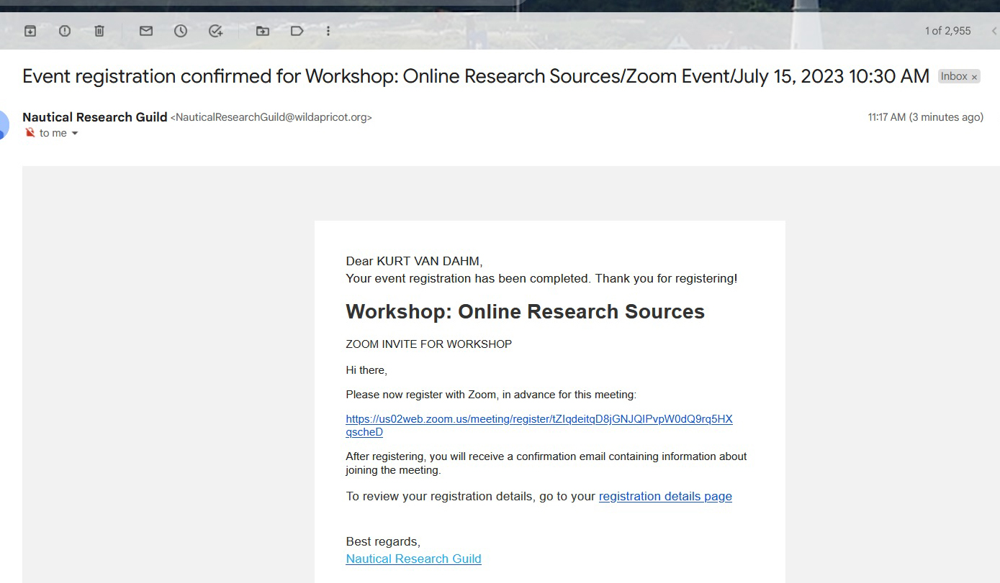 1 of 2,955
Event registration confirmed for Workshop: Online Research Sources/Zoom Event/July 15, 2023 10:30 AM Inbox ×
Nautical Research Guild <NauticalResearchGuild@wildapricot.org> 11:17 AM (3 minutes ago)
to me
Dear KURT VAN DAHM,
Your event registration has been completed. Thank you for registering!
Workshop: Online Research Sources
ZOOM INVITE FOR WORKSHOP
Hi there,
Please now register with Zoom, in advance for this meeting:
https://us02web.zoom.us/meeting/register/tZIqdeitqD8jGNJQIPvpW0dQ9rq5HX
qscheD
After registering, you will receive a confirmation email containing information about
joining the meeting.
To review your registration details, go to your registration details page
Best regards,
Nautical Research Guild